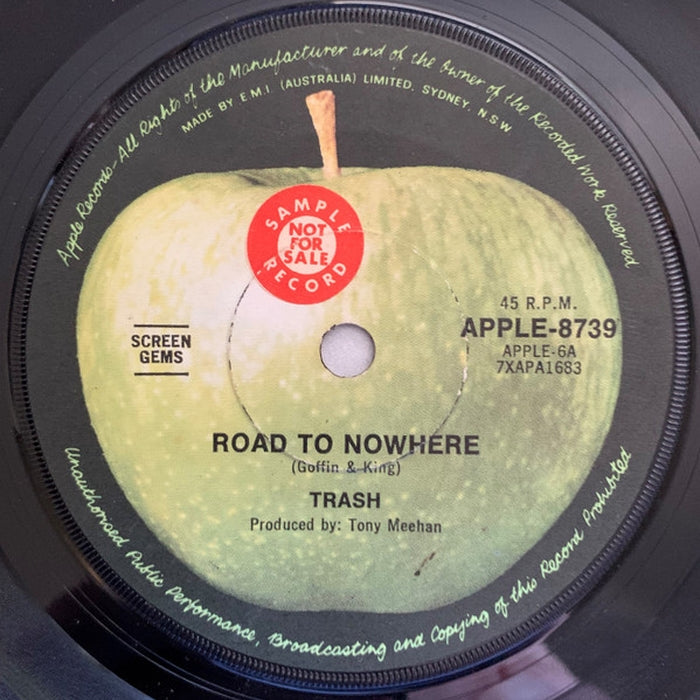 Apple Records-All Rights of the Manufacturer and of the Owner of the Recorded Work Reserved
MADE BY E.M.I (AUSTRALIA) LIMITED. SYDNEY. N.S.W
SAMPLE
NOT
FOR
SALE
RECORD
SCREEN
GEMS
45 R.P.M.
APPLE-8739
APPLE-6A
7XAPA1683
ROAD TO NOWHERE
(Goffin & King)
TRASH
Produced by: Tony Meehan
Unauthorised Public Performance, Broadcasting and Copying of this Record Prohibited